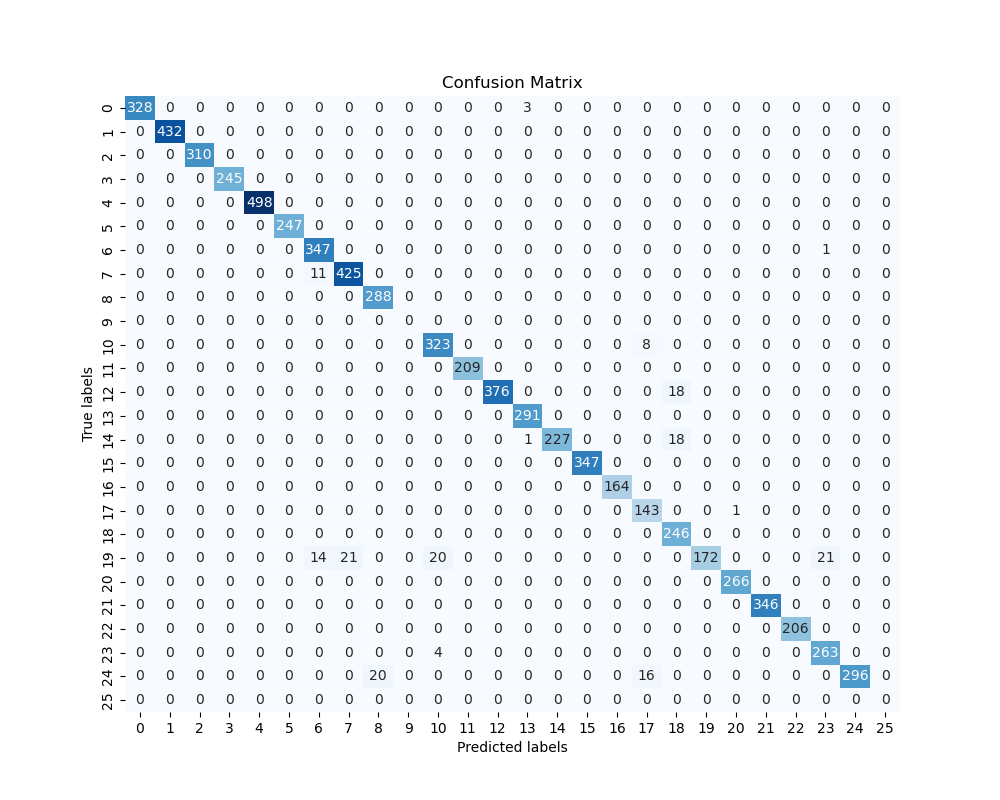 Confusion Matrix
0 328 0 0 0 0 0 0 0 0 0 0 0 0 3 0 0 0 0 0 0 0 0 0 0 0 0
1 0 432 0 0 0 0 0 0 0 0 0 0 0 0 0 0 0 0 0 0 0 0 0 0 0 0
2 0 0 310 0 0 0 0 0 0 0 0 0 0 0 0 0 0 0 0 0 0 0 0 0 0 0
3 0 0 0 245 0 0 0 0 0 0 0 0 0 0 0 0 0 0 0 0 0 0 0 0 0 0
4 0 0 0 0 498 0 0 0 0 0 0 0 0 0 0 0 0 0 0 0 0 0 0 0 0 0
5 0 0 0 0 0 247 0 0 0 0 0 0 0 0 0 0 0 0 0 0 0 0 0 0 0 0
6 0 0 0 0 0 0 347 0 0 0 0 0 0 0 0 0 0 0 0 0 0 0 0 1 0 0
7 0 0 0 0 0 0 11 425 0 0 0 0 0 0 0 0 0 0 0 0 0 0 0 0 0 0
8 0 0 0 0 0 0 0 0 288 0 0 0 0 0 0 0 0 0 0 0 0 0 0 0 0 0
9 0 0 0 0 0 0 0 0 0 0 0 0 0 0 0 0 0 0 0 0 0 0 0 0 0 0
10 0 0 0 0 0 0 0 0 0 0 323 0 0 0 0 0 0 8 0 0 0 0 0 0 0 0
11 0 0 0 0 0 0 0 0 0 0 0 209 0 0 0 0 0 0 0 0 0 0 0 0 0 0
12 0 0 0 0 0 0 0 0 0 0 0 0 376 0 0 0 0 0 18 0 0 0 0 0 0 0
True labels
13 0 0 0 0 0 0 0 0 0 0 0 0 0 291 0 0 0 0 0 0 0 0 0 0 0 0
14 0 0 0 0 0 0 0 0 0 0 0 0 0 1 227 0 0 0 18 0 0 0 0 0 0 0
15 0 0 0 0 0 0 0 0 0 0 0 0 0 0 0 347 0 0 0 0 0 0 0 0 0 0
16 0 0 0 0 0 0 0 0 0 0 0 0 0 0 0 0 164 0 0 0 0 0 0 0 0 0
17 0 0 0 0 0 0 0 0 0 0 0 0 0 0 0 0 0 143 0 0 1 0 0 0 0 0
18 0 0 0 0 0 0 0 0 0 0 0 0 0 0 0 0 0 0 246 0 0 0 0 0 0 0
19 0 0 0 0 0 0 14 21 0 0 20 0 0 0 0 0 0 0 0 172 0 0 0 21 0 0
20 0 0 0 0 0 0 0 0 0 0 0 0 0 0 0 0 0 0 0 0 266 0 0 0 0 0
21 0 0 0 0 0 0 0 0 0 0 0 0 0 0 0 0 0 0 0 0 0 346 0 0 0 0
22 0 0 0 0 0 0 0 0 0 0 0 0 0 0 0 0 0 0 0 0 0 0 206 0 0 0
23 0 0 0 0 0 0 0 0 0 0 4 0 0 0 0 0 0 0 0 0 0 0 0 263 0 0
24 0 0 0 0 0 0 0 0 20 0 0 0 0 0 0 0 0 16 0 0 0 0 0 0 296 0
25 0 0 0 0 0 0 0 0 0 0 0 0 0 0 0 0 0 0 0 0 0 0 0 0 0 0
0 1 2 3 4 5 6 7 8 9 10 11 12 13 14 15 16 17 18 19 20 21 22 23 24 25
Predicted labels